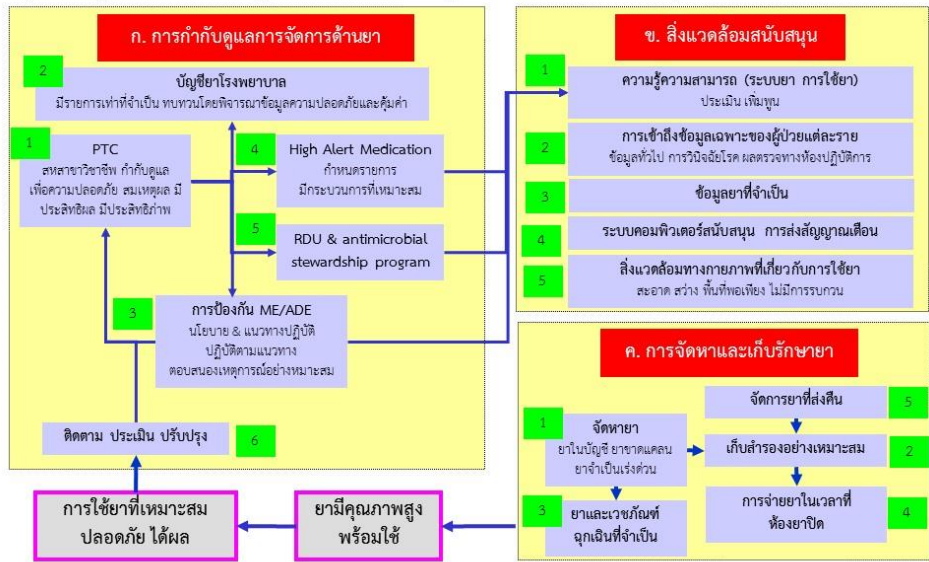 ก. การกำกับดูแลการจัดการด้านยา
2
บัญชียาโรงพยาบาล
มีรายการเท่าที่จำเป็น ทบทวนโดยพิจารณาข้อมูลความปลอดภัยและคุ้มค่า
1
PTC
สหสาขาวิชาชีพ กำกับดูแล
เพื่อความปลอดภัย สมเหตุผล มี
ประสิทธิผล มีประสิทธิภาพ
4
High Alert Medication
กำหนดรายการ
มีกระบวนการที่เหมาะสม
5
RDU & antimicrobial
stewardship program
3
การป้องกัน ME/ADE
นโยบาย & แนวทางปฏิบัติ
ปฏิบัติตามแนวทาง
ตอบสนองเหตุการณ์อย่างเหมาะสม
ติดตาม ประเมิน ปรับปรุง
6
ข. สิ่งแวดล้อมสนับสนุน
1
ความรู้ความสามารถ (ระบบยา การใช้ยา)
ประเมิน เพิ่มพูน
2
การเข้าถึงข้อมูลเฉพาะของผู้ป่วยแต่ละราย
ข้อมูลทั่วไป การวินิจฉัยโรค ผลตรวจทางห้องปฏิบัติการ
3
ข้อมูลยาที่จำเป็น
4
ระบบคอมพิวเตอร์สนับสนุน การส่งสัญญาณเตือน
5
สิ่งแวดล้อมทางกายภาพที่เกี่ยวกับการใช้ยา
สะอาด สว่าง พื้นที่พอเพียง ไม่มีการรบกวน
ค. การจัดหาและเก็บรักษายา
1
จัดหายา
ยาในบัญชี ยาขาดแคลน
ยาจำเป็นเร่งด่วน
จัดการยาที่ส่งคืน
5
เก็บสำรองอย่างเหมาะสม
2
3
ยาและเวชภัณฑ์
ฉุกเฉินที่จำเป็น
การจ่ายยาในเวลาที่
ห้องยาปิด
4
การใช้ยาที่เหมาะสม
ปลอดภัย ได้ผล
ยามีคุณภาพสูง
พร้อมใช้